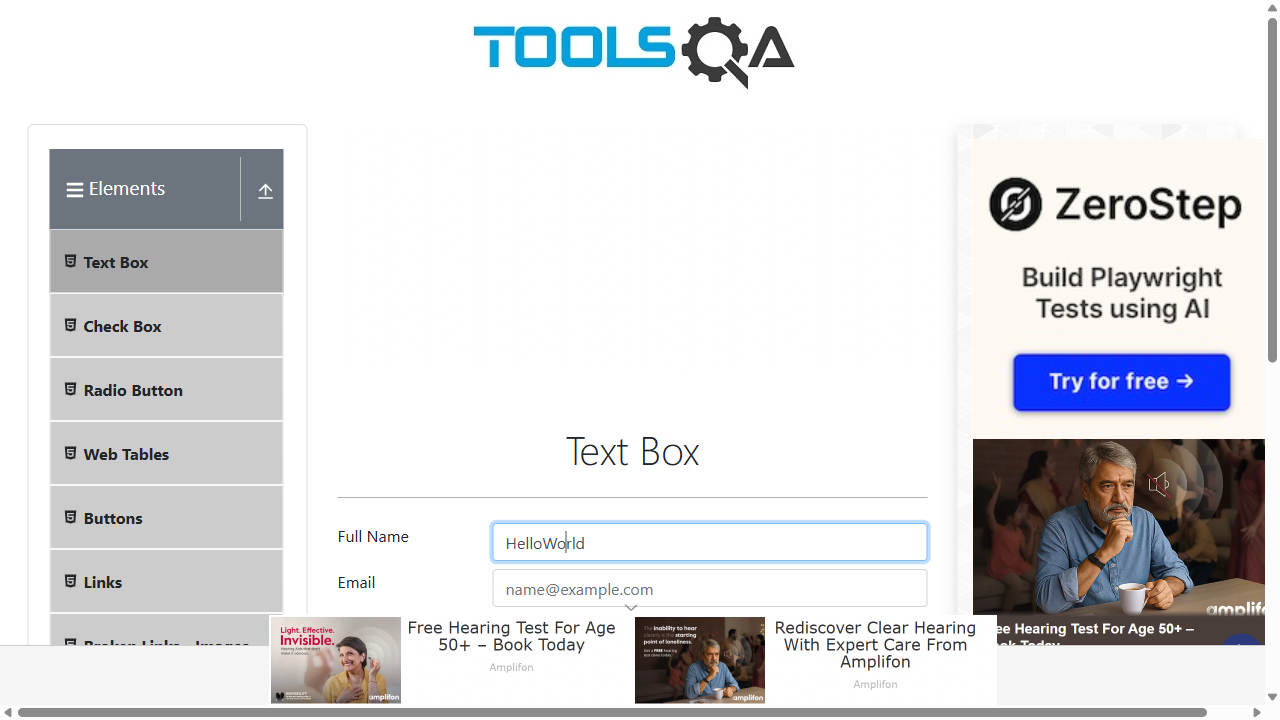 TOOLSQA
Elements
Text Box
Check Box
Radio Button
Web Tables
Buttons
Links
Text Box
Full Name
HelloWorld
Email
name@example.com
ZeroStep
Build Playwright
Tests using AI
Try for free →
Light. Effective.
Invisible.
amplifon
Free Hearing Test For Age
50+ – Book Today
Amplifon
amplifon
Rediscover Clear Hearing
With Expert Care From
Amplifon
Amplifon
ee Hearing Test For Age 50+ –